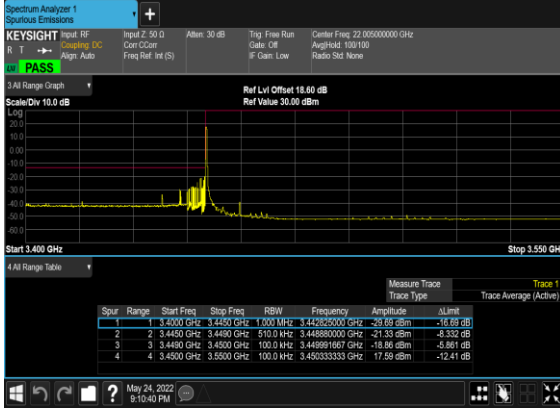 Spectrum Analyzer 1
Spurious Emissions
+
KEYSIGHT Input: RF Input Z: 50 Ω Atten: 30 dB Trig: Free Run Center Freq: 22.005000000 GHz
R T Coupling: DC Corr CCorr Gate: Off Avg|Hold: 100/100
Align: Auto Freq Ref: Int (S) IF Gain: Low Radio Std: None
LXI PASS
3 All Range Graph
Ref Lvl Offset 18.60 dB
Scale/Div 10.0 dB Ref Value 30.00 dBm
Log
20.0
10.0
0.00
-10.0
-20.0
-30.0
-40.0
-50.0
-60.0
Start 3.400 GHz Stop 3.550 GH
4 All Range Table
Measure Trace Trace 1
Trace Type Trace Average (Active)
Spur Range Start Freq Stop Freq RBW Frequency Amplitude ΔLimit
1 1 3.4000 GHz 3.4450 GHz 1.000 MHz 3.442825000 GHz -29.69 dBm -16.69 dB
2 2 3.4450 GHz 3.4490 GHz 510.0 kHz 3.448880000 GHz -21.33 dBm -8.332 dB
3 3 3.4490 GHz 3.4500 GHz 100.0 kHz 3.449991667 GHz -18.86 dBm -5.861 dB
4 4 3.4500 GHz 3.5500 GHz 100.0 kHz 3.450333333 GHz 17.59 dBm -12.41 dB
? May 24, 2022
9:10:40 PM